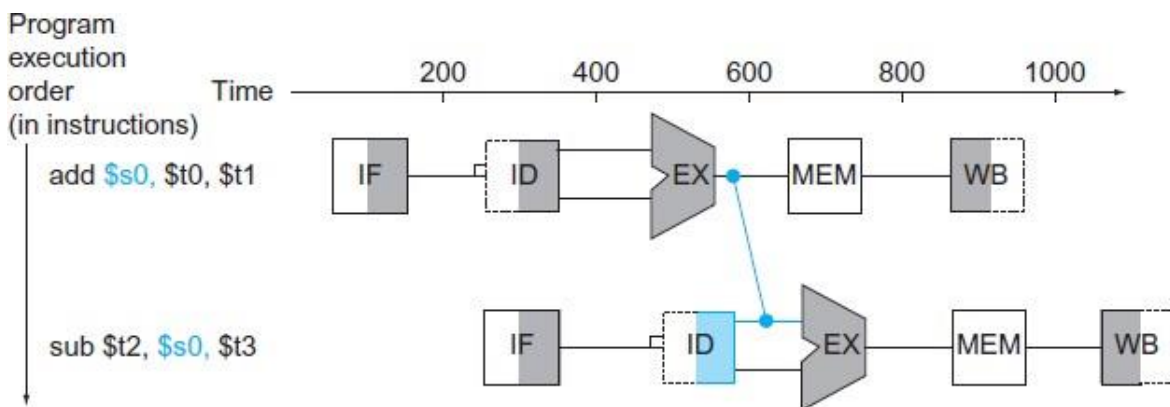 Program
execution
order
(in instructions)
Time
200 400 600 800 1000
add $s0, $t0, $t1
IF ID EX MEM WB
sub $t2, $s0, $t3
IF ID EX MEM WB